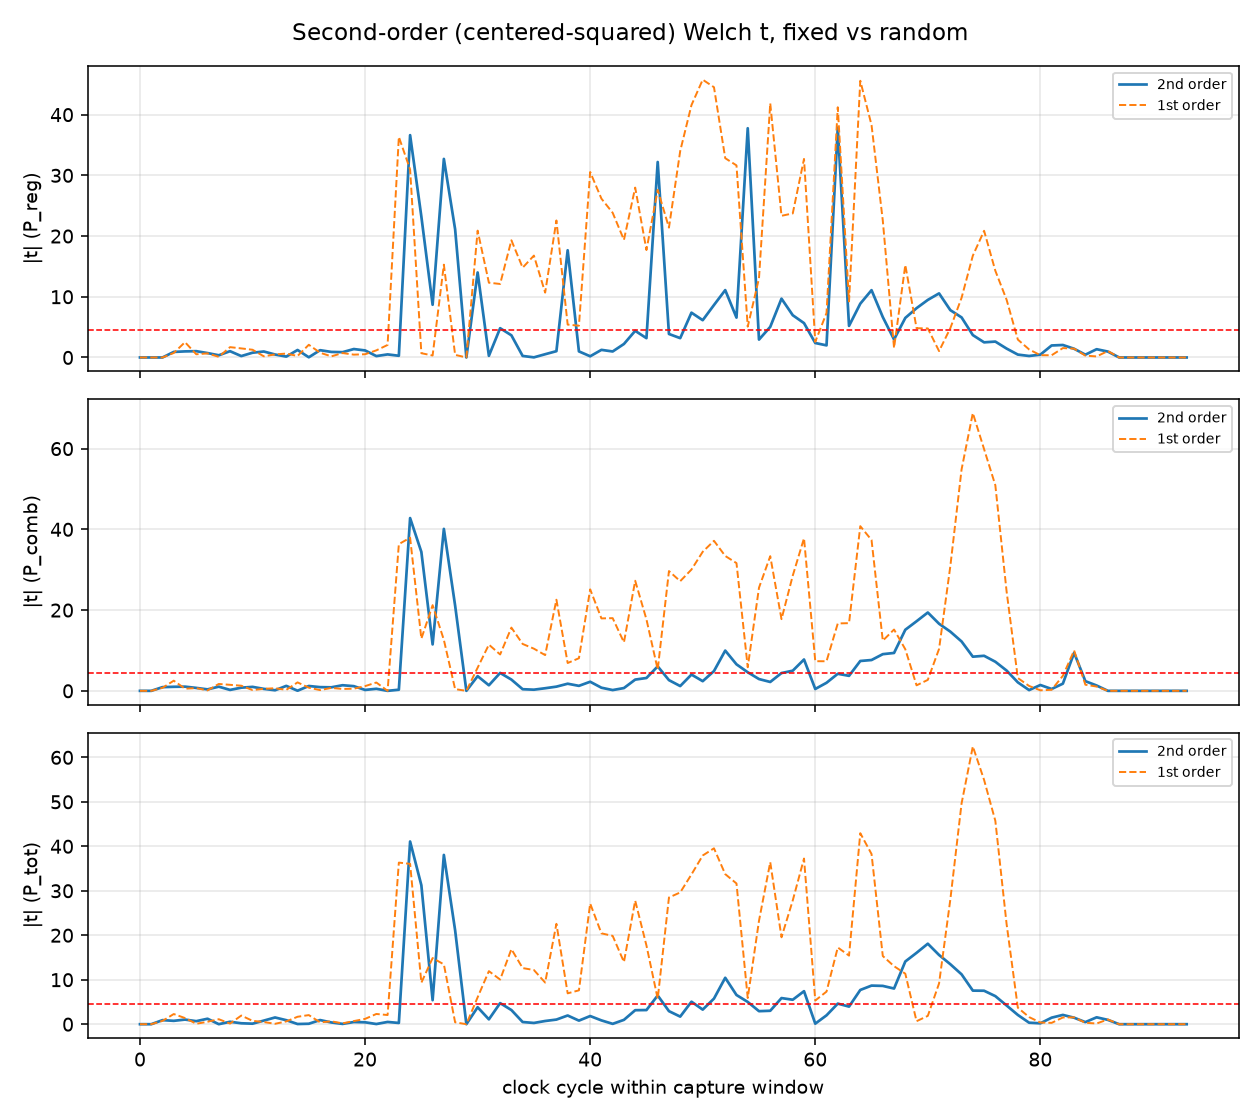 Second-order (centered-squared) Welch t, fixed vs random
|t| (P_reg)
40
30
20
10
0
2nd order
1st order
|t| (P_comb)
60
40
20
0
2nd order
1st order
|t| (P_tot)
60
50
40
30
20
10
0
2nd order
1st order
0 20 40 60 80
clock cycle within capture window